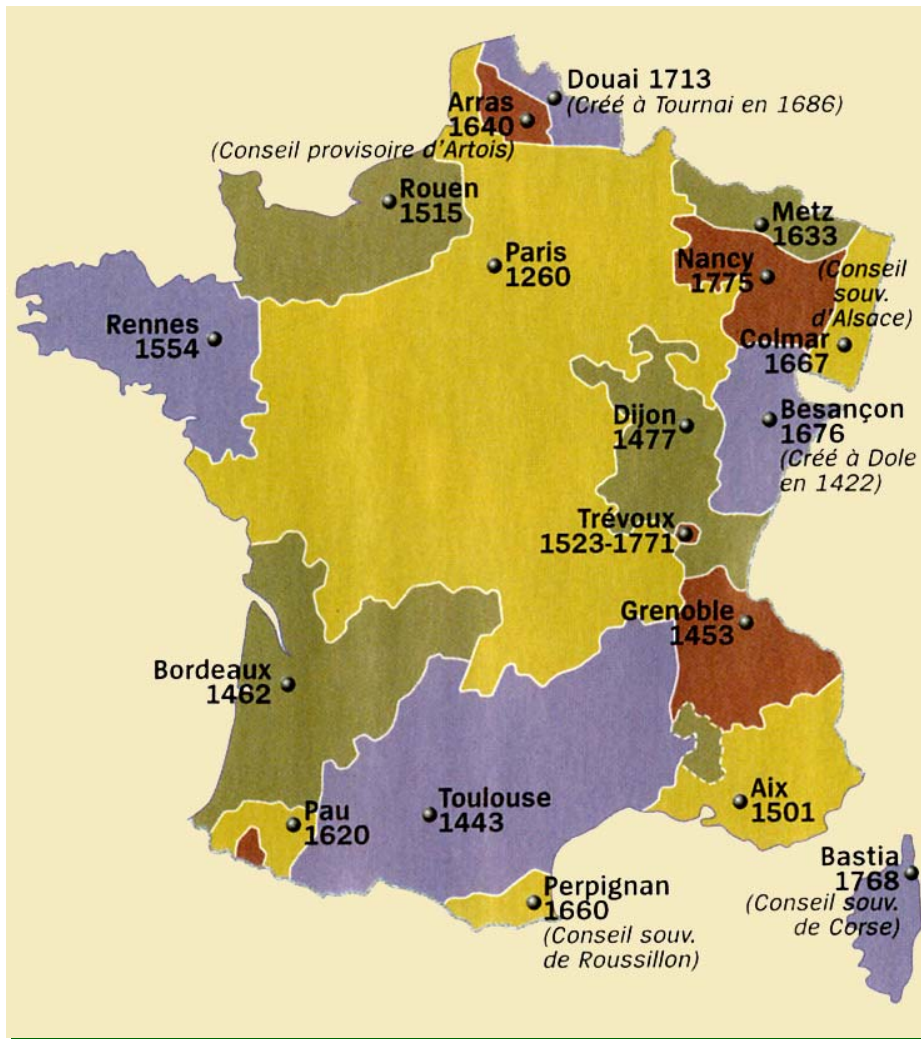 Douai 1713
(Créé à Tournai en 1686)
Arras
1640
(Conseil provisoire d'Artois)
Rouen
1515
Metz
1633
Paris
1260
Nancy
1775
(Conseil
souv.
d'Alsace)
Colmar
1667
Rennes
1554
Dijon
1477
Besançon
1676
(Créé à Dole
en 1422)
Trévoux
1523-1771
Grenoble
1453
Bordeaux
1462
Pau
1620
Toulouse
1443
Aix
1501
Perpignan
1660
(Conseil souv.
de Roussillon)
Bastia
1768
(Conseil souv.
de Corse)